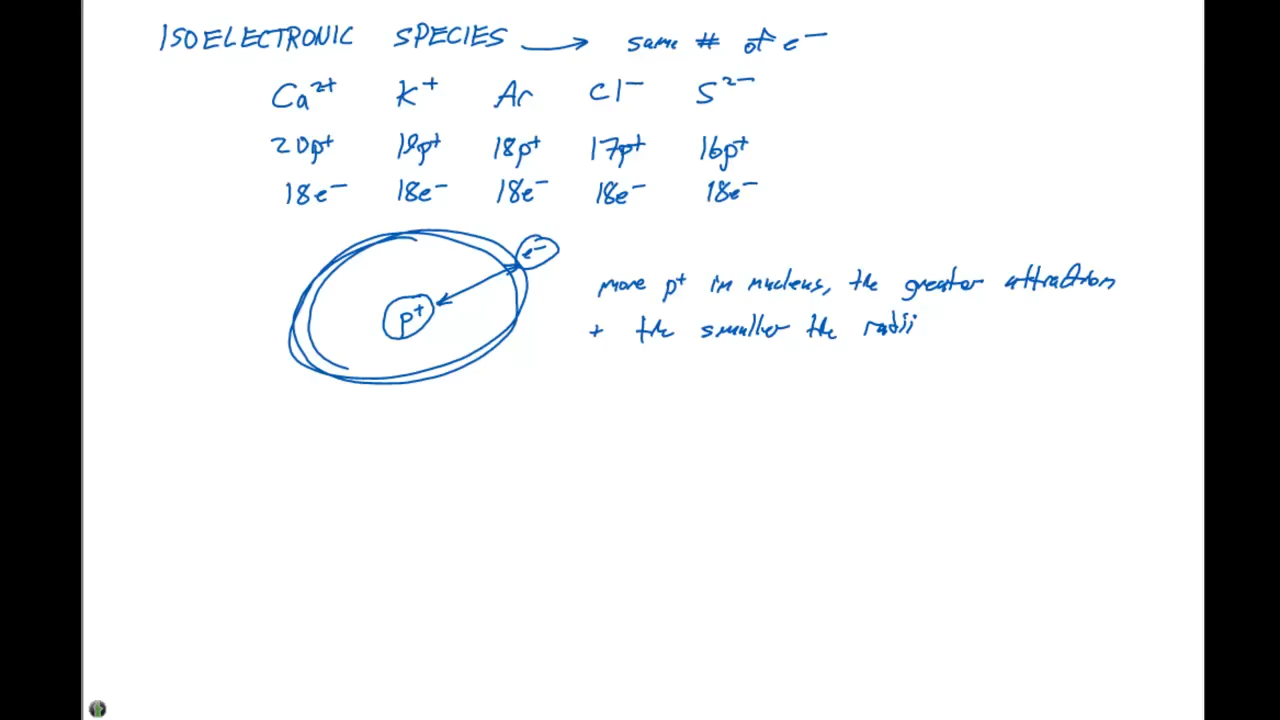 ISOELECTRONIC SPECIES → same # of e⁻
Ca²⁺ K⁺ Ar Cl⁻ S²⁻
20p⁺ 19p⁺ 18p⁺ 17p⁺ 16p⁺
18e⁻ 18e⁻ 18e⁻ 18e⁻ 18e⁻
e⁻
p⁺
more p⁺ in nucleus, the greater attraction
+ the smaller the radii